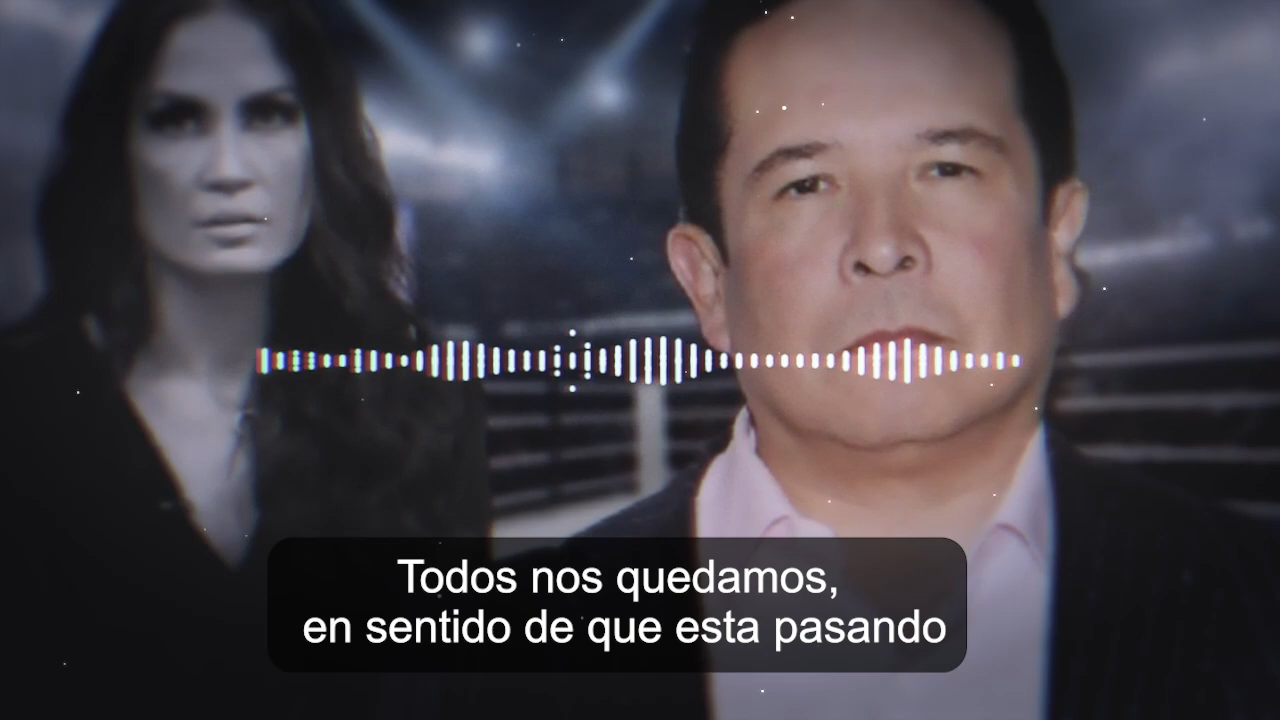 Todos nos quedamos,
en sentido de que esta pasando